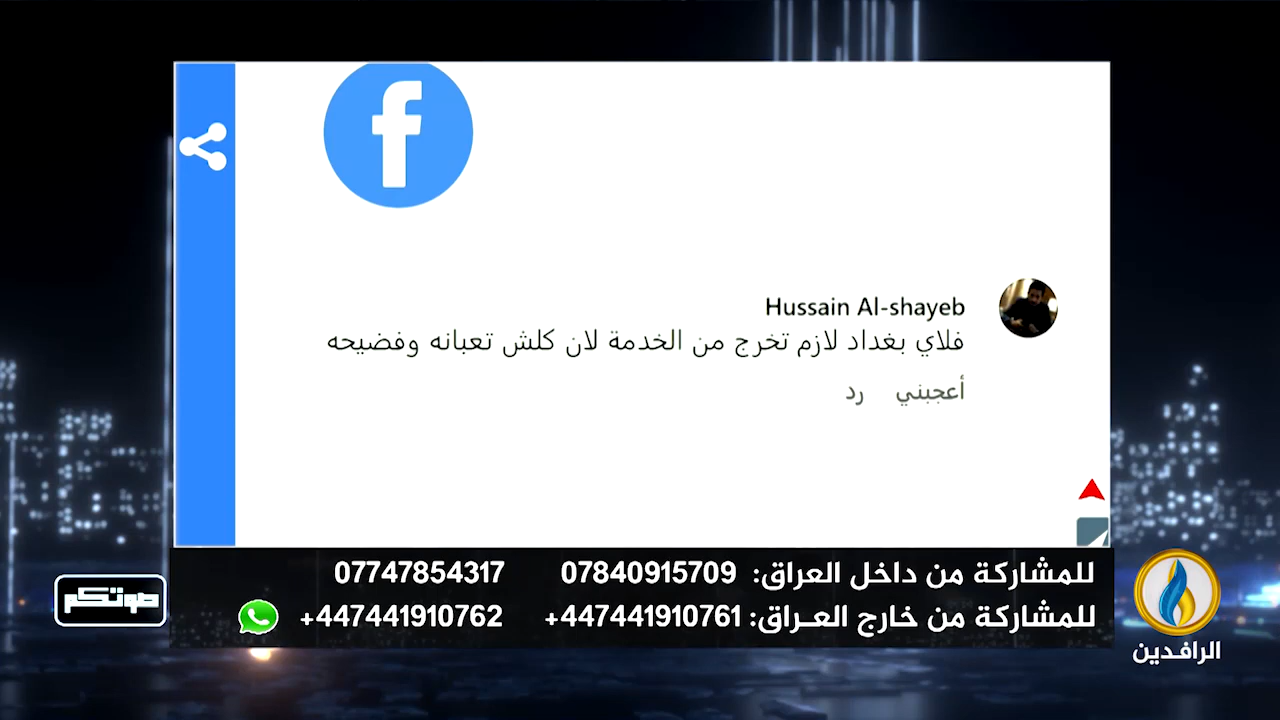 f
Hussain Al-shayeb
فلاي بغداد لازم تخرج من الخدمة لان كلش تعبانه وفضيحه
أعجبني رد
للمشاركة من داخل العراق: 07840915709 07747854317
للمشاركة من خارج العـراق: 447441910761+ 447441910762+
صوتكم
الرافـدين